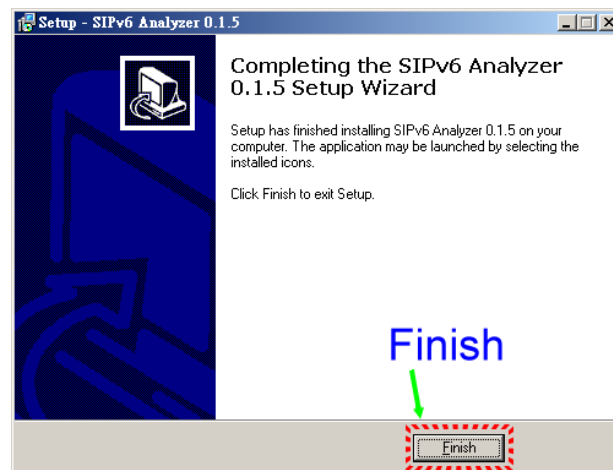 Setup - SIPv6 Analyzer 0.1.5
Completing the SIPv6 Analyzer
0.1.5 Setup Wizard
Setup has finished installing SIPv6 Analyzer 0.1.5 on your
computer. The application may be launched by selecting the
installed icons.
Click Finish to exit Setup.
Finish
Finish